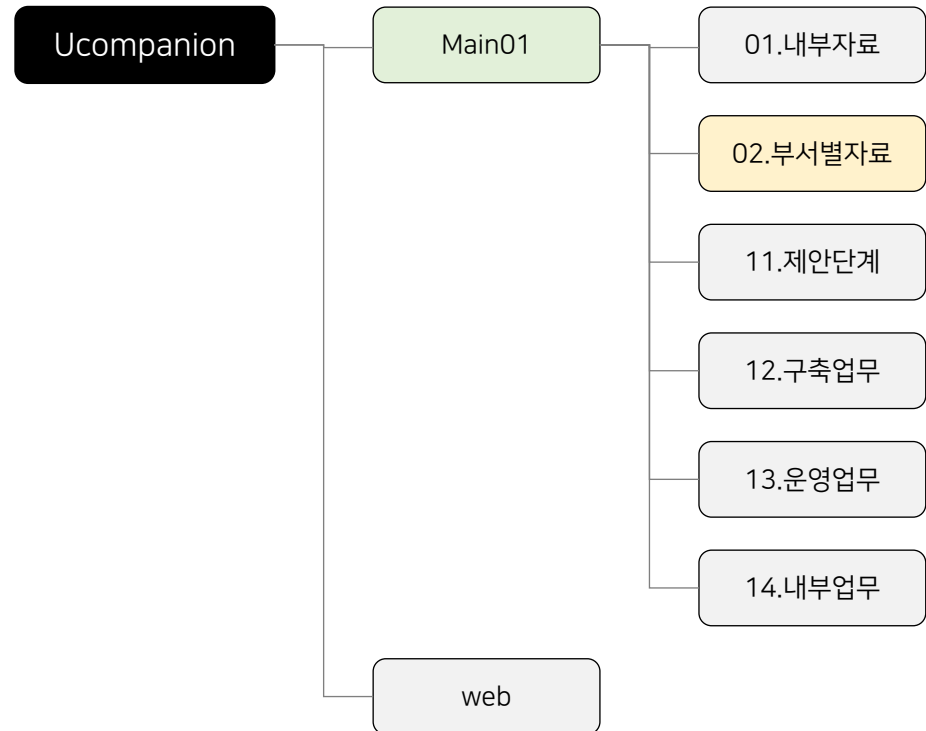 Ucompanion
Main01
01.내부자료
02.부서별자료
11.제안단계
12.구축업무
13.운영업무
14.내부업무
web